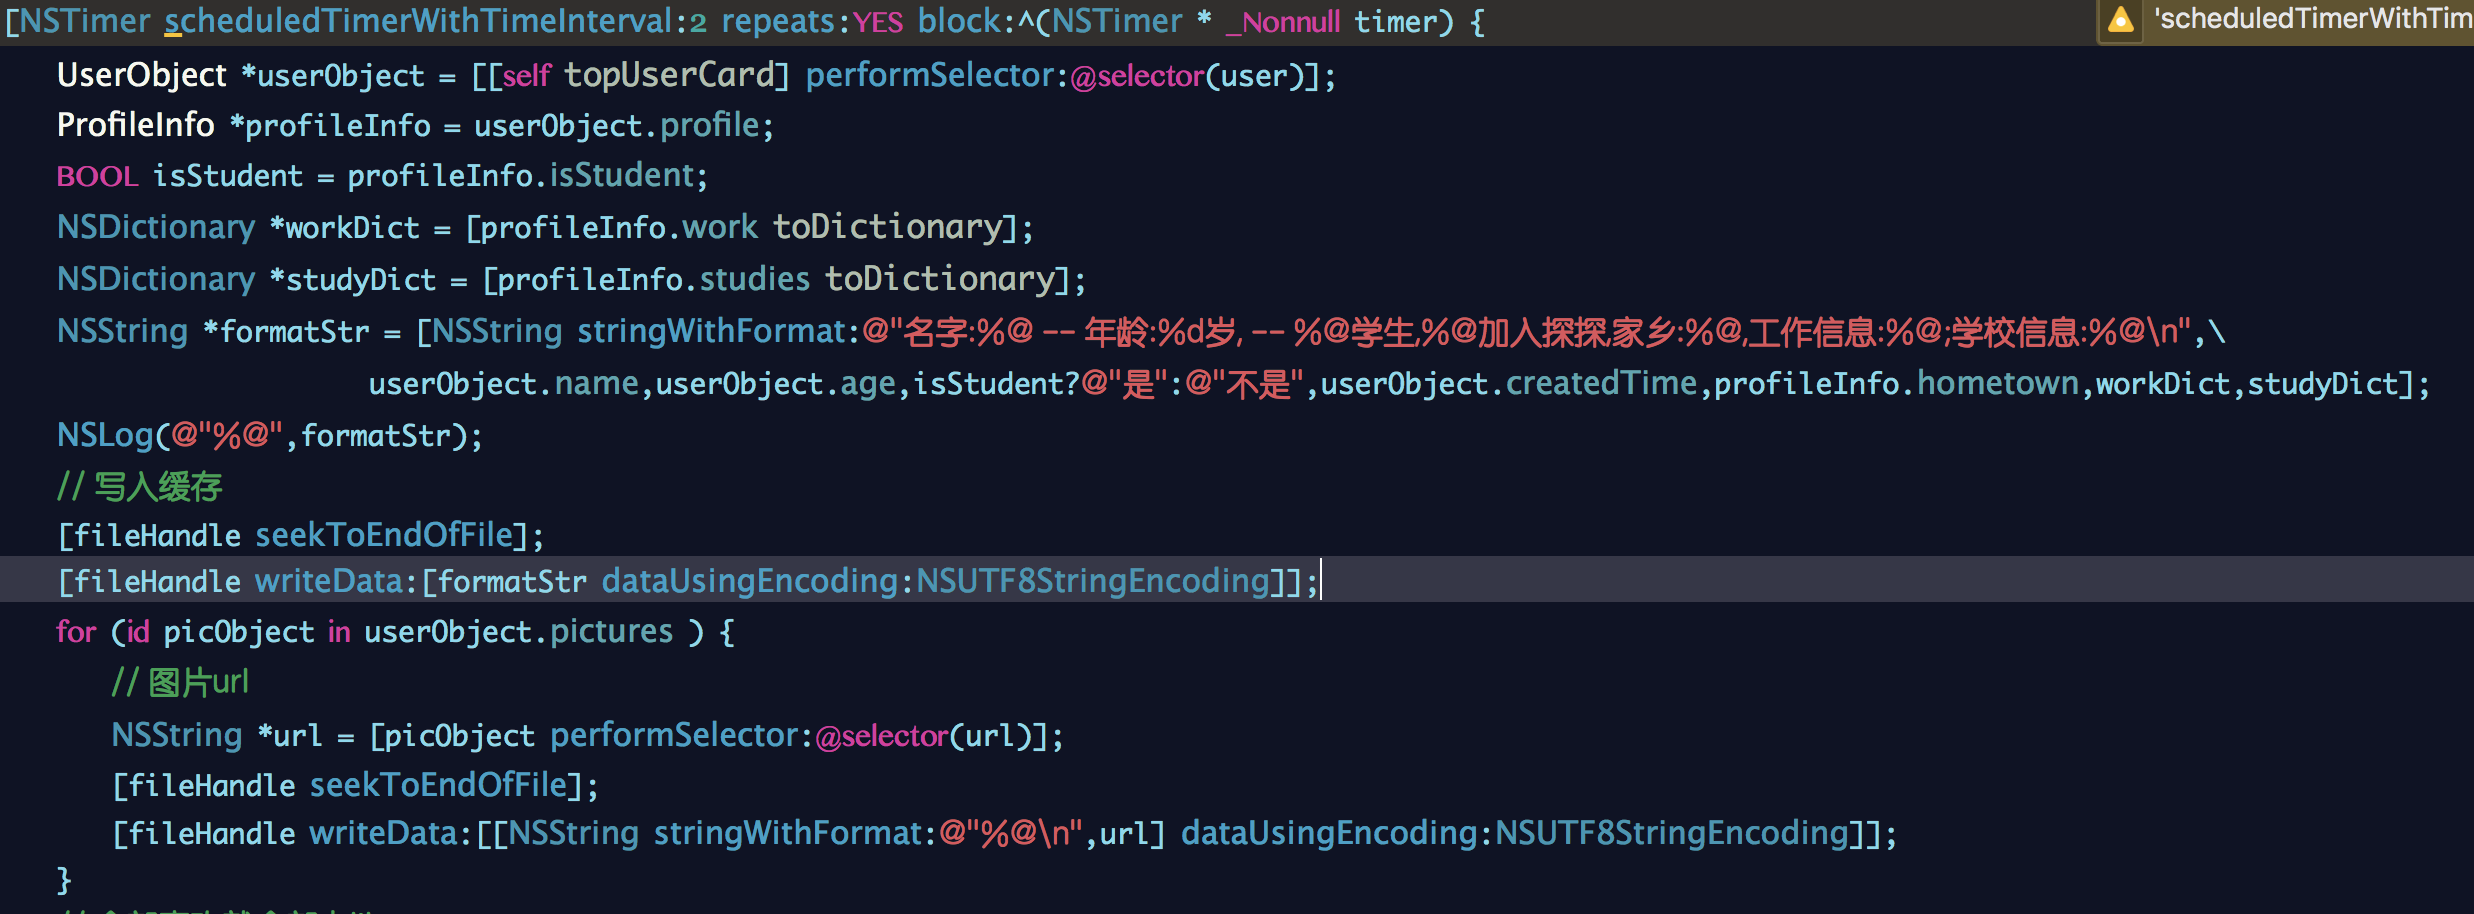 [NSTimer scheduledTimerWithTimeInterval:2 repeats:YES block:^(NSTimer * _Nonnull timer) { 'scheduledTimerWithTim
UserObject *userObject = [[self topUserCard] performSelector:@selector(user)];
ProfileInfo *profileInfo = userObject.profile;
BOOL isStudent = profileInfo.isStudent;
NSDictionary *workDict = [profileInfo.work toDictionary];
NSDictionary *studyDict = [profileInfo.studies toDictionary];
NSString *formatStr = [NSString stringWithFormat:@"名字:%@ -- 年龄:%d岁, -- %@学生,%@加入探探,家乡:%@,工作信息:%@;学校信息:%@\n",\
userObject.name,userObject.age,isStudent?@"是":@"不是",userObject.createdTime,profileInfo.hometown,workDict,studyDict];
NSLog(@"%@",formatStr);
// 写入缓存
[fileHandle seekToEndOfFile];
[fileHandle writeData:[formatStr dataUsingEncoding:NSUTF8StringEncoding]];
for (id picObject in userObject.pictures ) {
// 图片url
NSString *url = [picObject performSelector:@selector(url)];
[fileHandle seekToEndOfFile];
[fileHandle writeData:[[NSString stringWithFormat:@"%@\n",url] dataUsingEncoding:NSUTF8StringEncoding]];
}